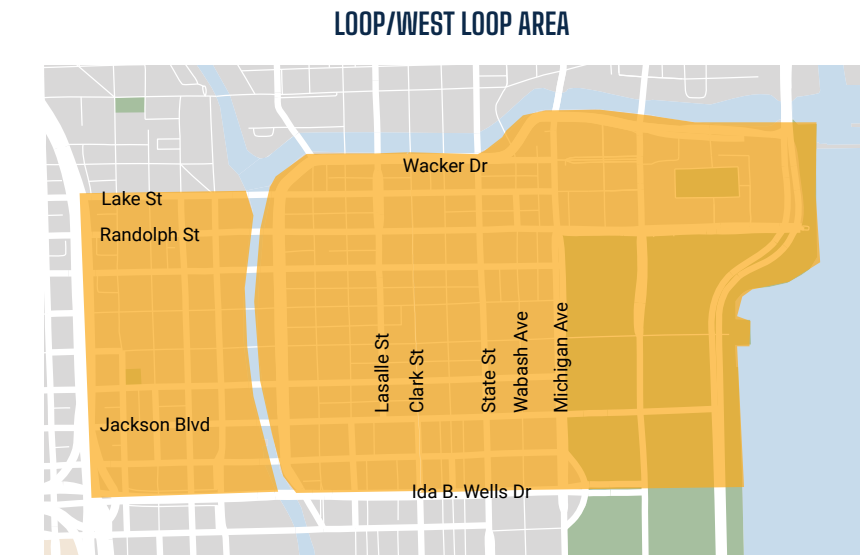 LOOP/WEST LOOP AREA
Wacker Dr
Lake St
Randolph St
Lasalle St
Clark St
State St
Wabash Ave
Michigan Ave
Jackson Blvd
Ida B. Wells Dr